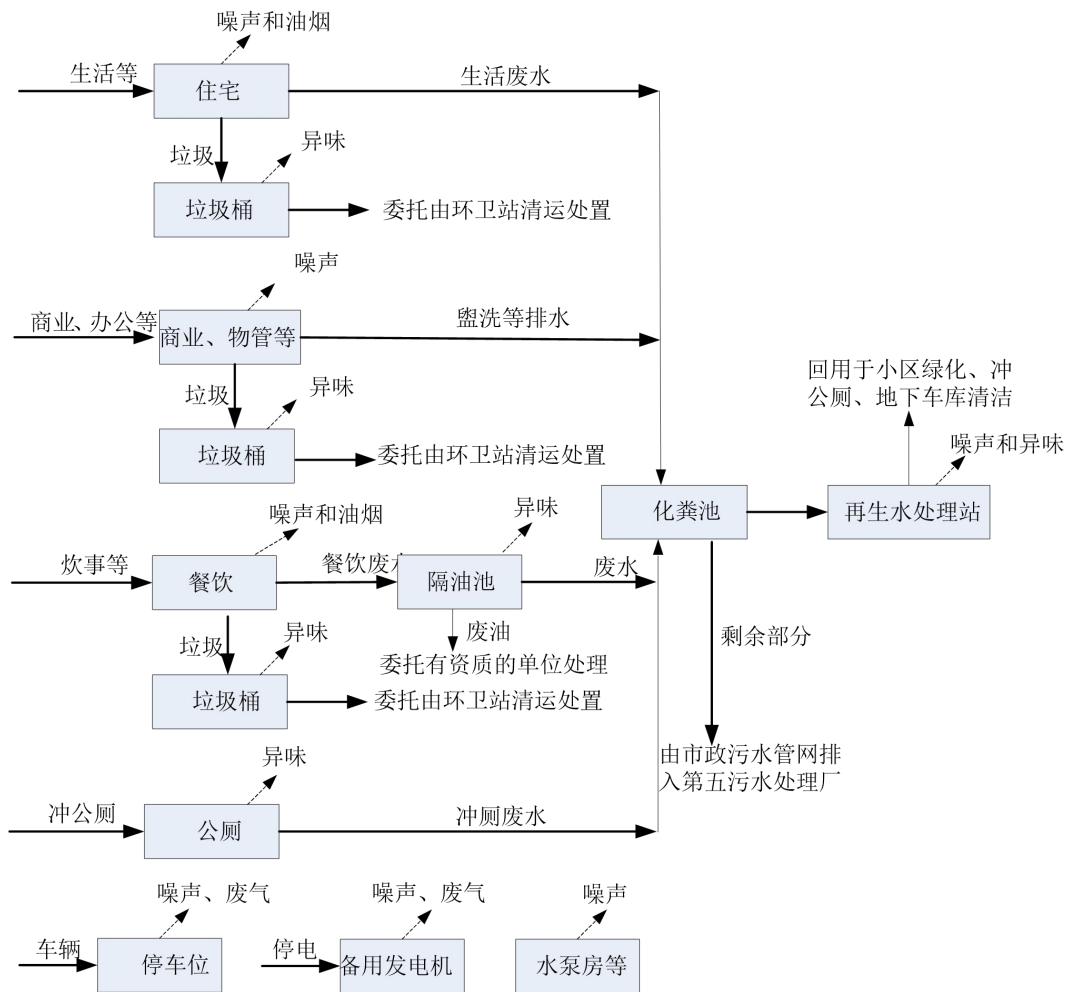 噪声和油烟
生活等
住宅
生活废水
垃圾
异味
垃圾桶
委托由环卫站清运处置
噪声
商业、办公等
商业、物管等
盥洗等排水
垃圾
异味
垃圾桶
委托由环卫站清运处置
回用于小区绿化、冲
公厕、地下车库清洁
噪声和异味
化粪池
再生水处理站
噪声和油烟
异味
炊事等
餐饮
餐饮废水
隔油池
废水
垃圾
异味
废油
委托有资质的单位处理
垃圾桶
委托由环卫站清运处置
剩余部分
由市政污水管网排
入第五污水处理厂
异味
冲公厕
公厕
冲厕废水
噪声、废气
车辆
停车位
噪声、废气
停电
备用发电机
噪声
水泵房等